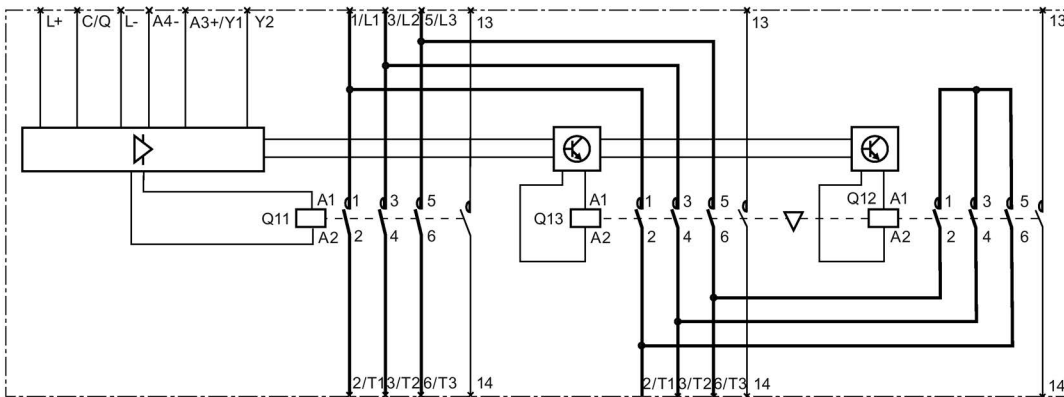 L+ C/Q L- A4- A3+/Y1 Y2 1/L1 3/L2 5/L3 13 13 13
A1 1 3 5 A1 1 3 5 Q12 A1 1 3 5
Q11 Q13
A2 2 4 6 A2 2 4 6 A2 2 4 6
2/T1 3/T2 6/T3 14 2/T1 3/T2 6/T3 14 14